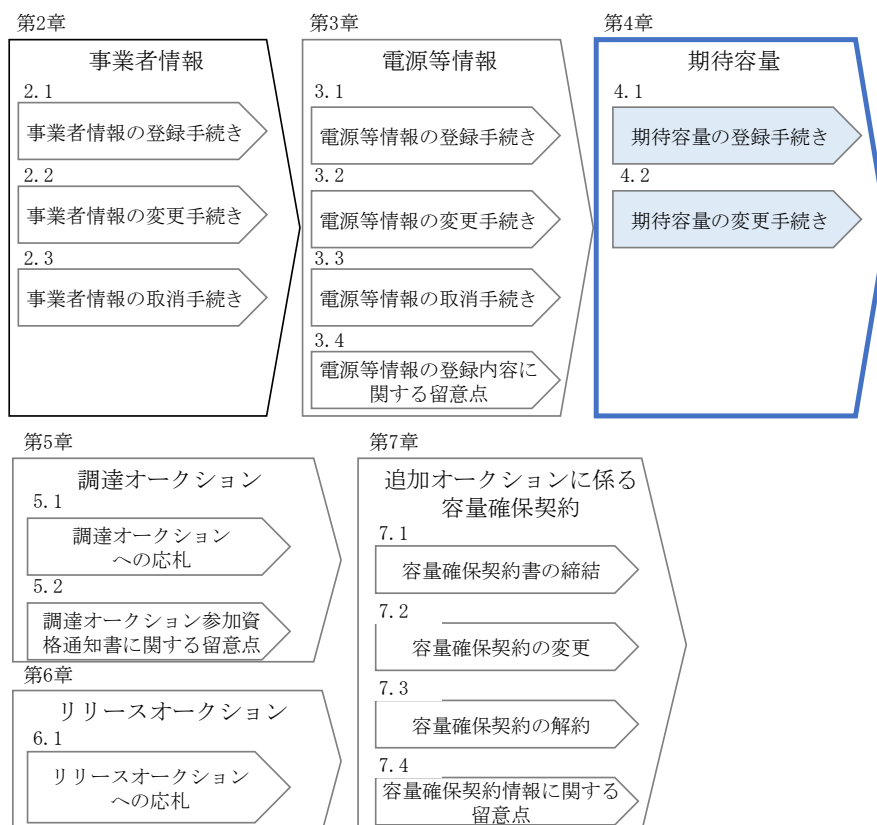 第2章
事業者情報
2.1
事業者情報の登録手続き
2.2
事業者情報の変更手続き
2.3
事業者情報の取消手続き
第3章
電源等情報
3.1
電源等情報の登録手続き
3.2
電源等情報の変更手続き
3.3
電源等情報の取消手続き
3.4
電源等情報の登録内容に
関する留意点
第4章
期待容量
4.1
期待容量の登録手続き
4.2
期待容量の変更手続き
第5章
調達オークション
5.1
調達オークション
への応札
5.2
調達オークション参加資
格通知書に関する留意点
第6章
リリースオークション
6.1
リリースオークション
への応札
第7章
追加オークションに係る
容量確保契約
7.1
容量確保契約書の締結
7.2
容量確保契約の変更
7.3
容量確保契約の解約
7.4
容量確保契約情報に関する
留意点